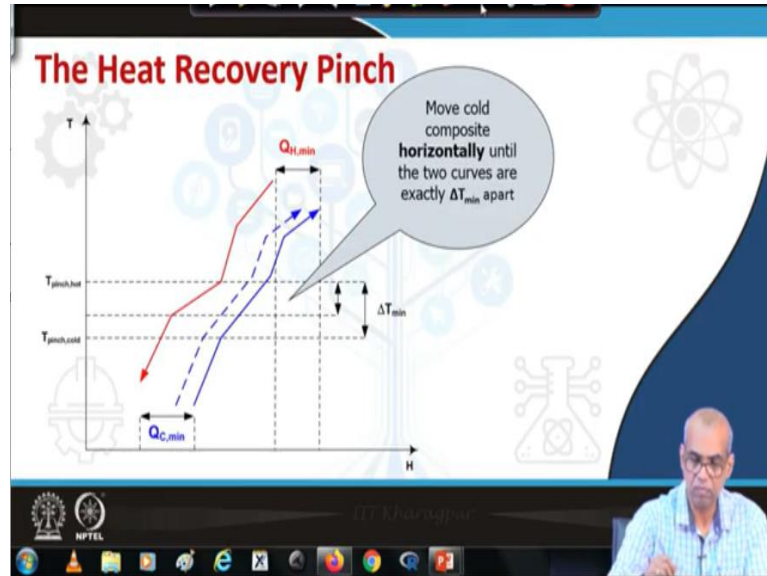 The Heat Recovery Pinch
Move cold
composite
horizontally until
the two curves are
exactly ΔTmin apart
T
QH,min
Tpinch,hot
ΔTmin
Tpinch,cold
QC,min
H
IIT Kharagpur
NPTEL